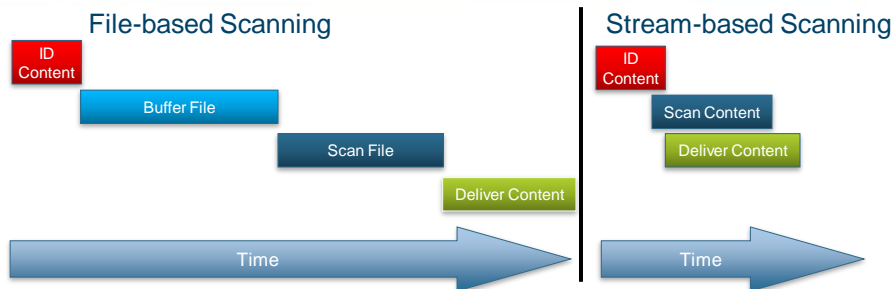 File-based Scanning
ID
Content
Buffer File
Scan File
Deliver Content
Time
Stream-based Scanning
ID
Content
Scan Content
Deliver Content
Time